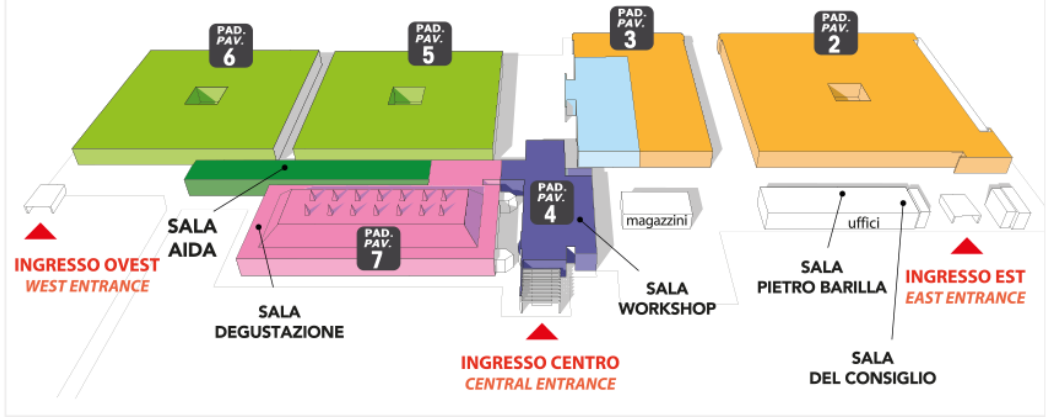 PAD.
PAV.
6
PAD.
PAV.
5
PAD.
PAV.
3
PAD.
PAV.
2
PAD.
PAV.
4
PAD.
PAV.
7
magazzini
uffici
SALA
AIDA
INGRESSO OVEST
WEST ENTRANCE
SALA
DEGUSTAZIONE
SALA
WORKSHOP
SALA
PIETRO BARILLA
INGRESSO EST
EAST ENTRANCE
INGRESSO CENTRO
CENTRAL ENTRANCE
SALA
DEL CONSIGLIO